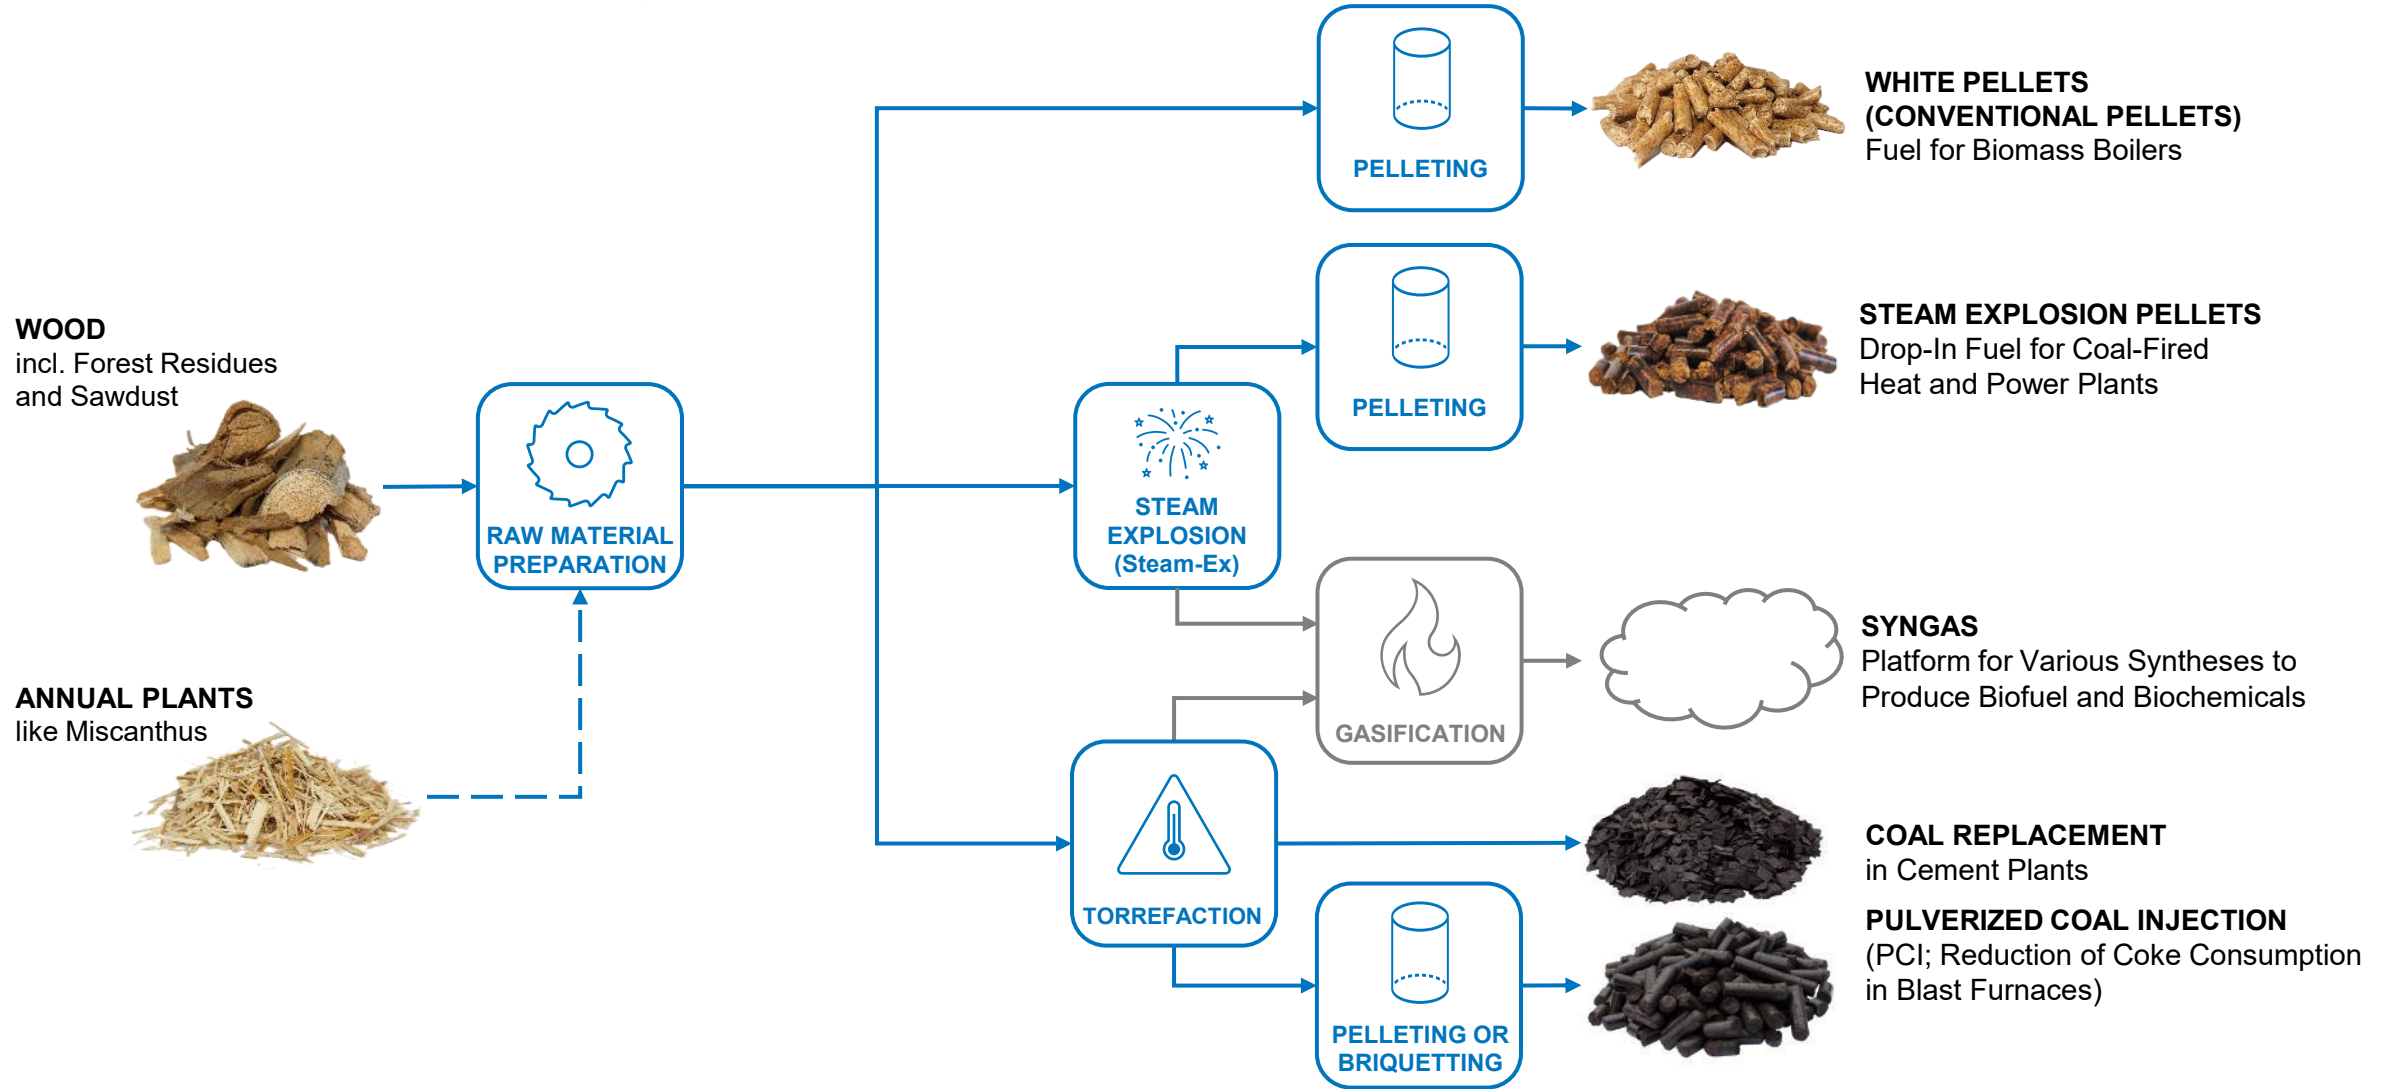 WOOD
incl. Forest Residues
and Sawdust
ANNUAL PLANTS
like Miscanthus
RAW MATERIAL
PREPARATION
STEAM
EXPLOSION
(Steam-Ex)
TORREFACTION
PELLETING
PELLETING
GASIFICATION
PELLETING OR
BRIQUETTING
WHITE PELLETS
(CONVENTIONAL PELLETS)
Fuel for Biomass Boilers
STEAM EXPLOSION PELLETS
Drop-In Fuel for Coal-Fired
Heat and Power Plants
SYNGAS
Platform for Various Syntheses to
Produce Biofuel and Biochemicals
COAL REPLACEMENT
in Cement Plants
PULVERIZED COAL INJECTION
(PCI; Reduction of Coke Consumption
in Blast Furnaces)